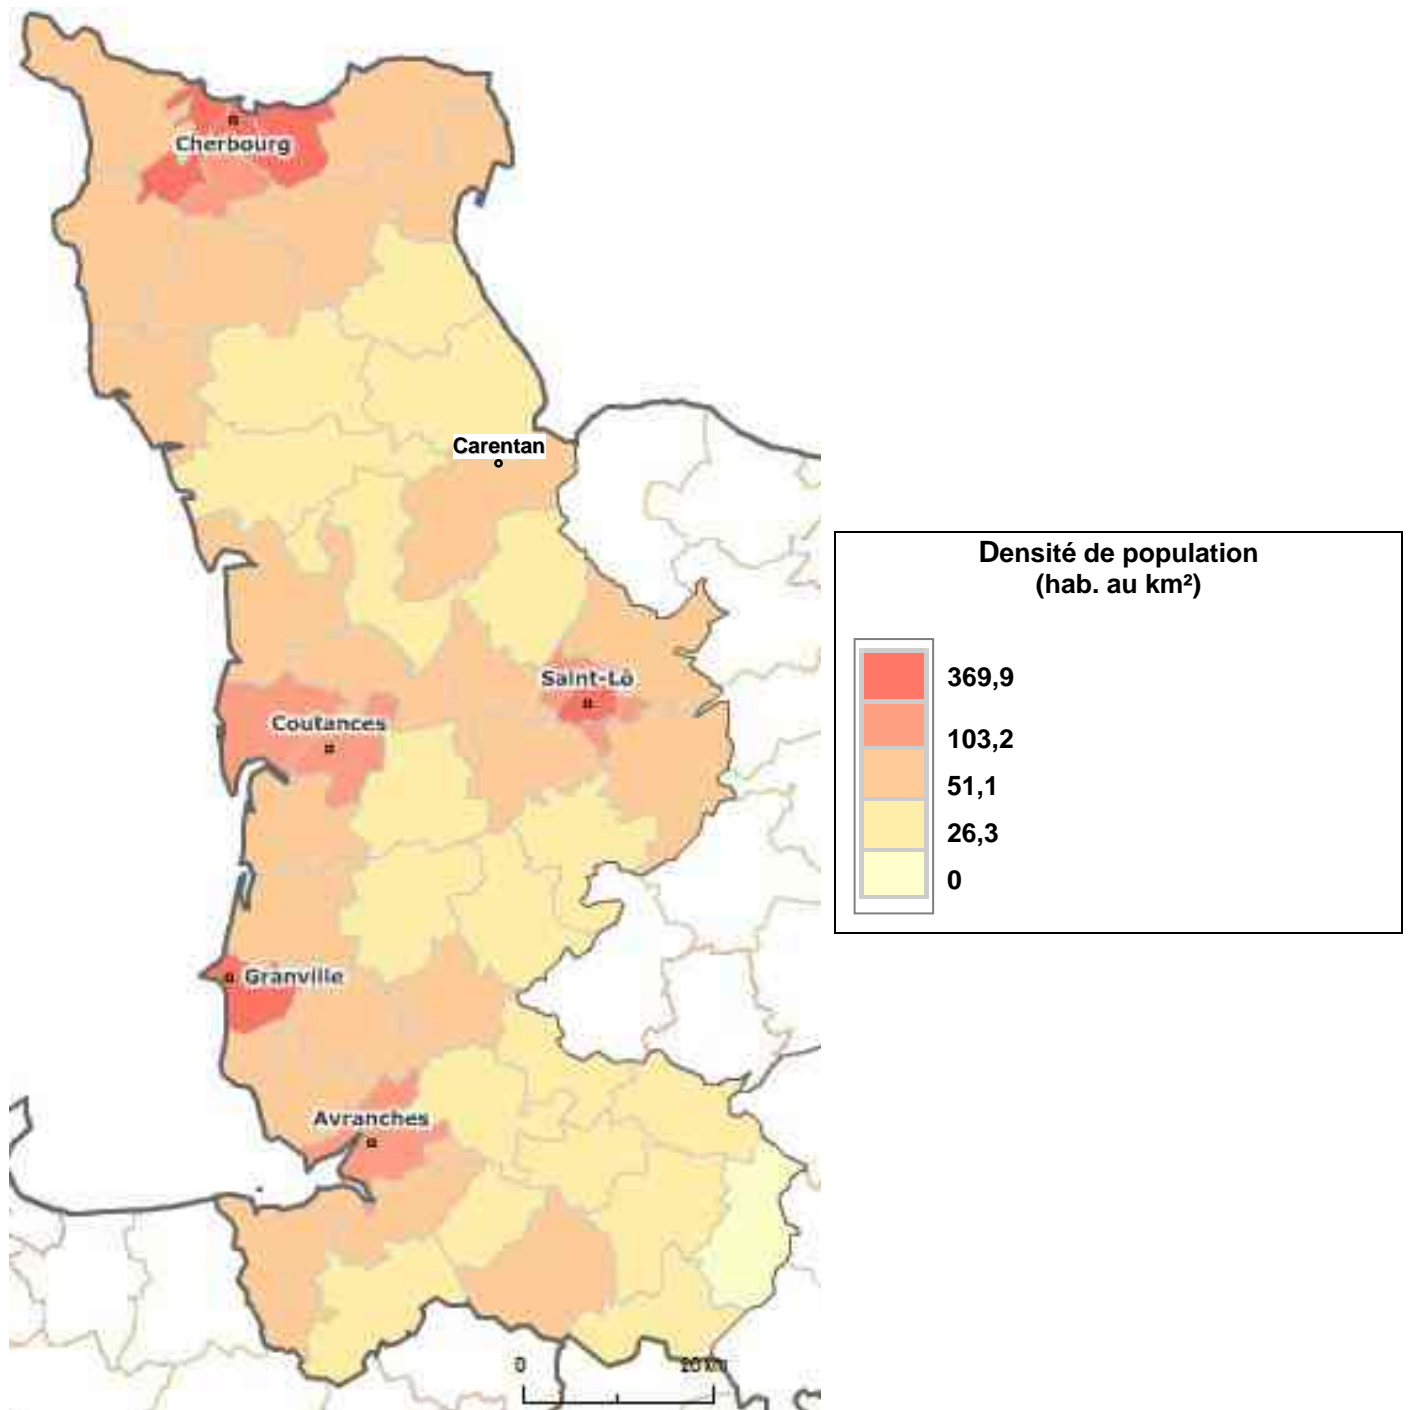 Cherbourg
Carentan
Saint-Lô
Coutances
Granville
Avranches
0 20 km
Densité de population
(hab. au km²)
369,9
103,2
51,1
26,3
0